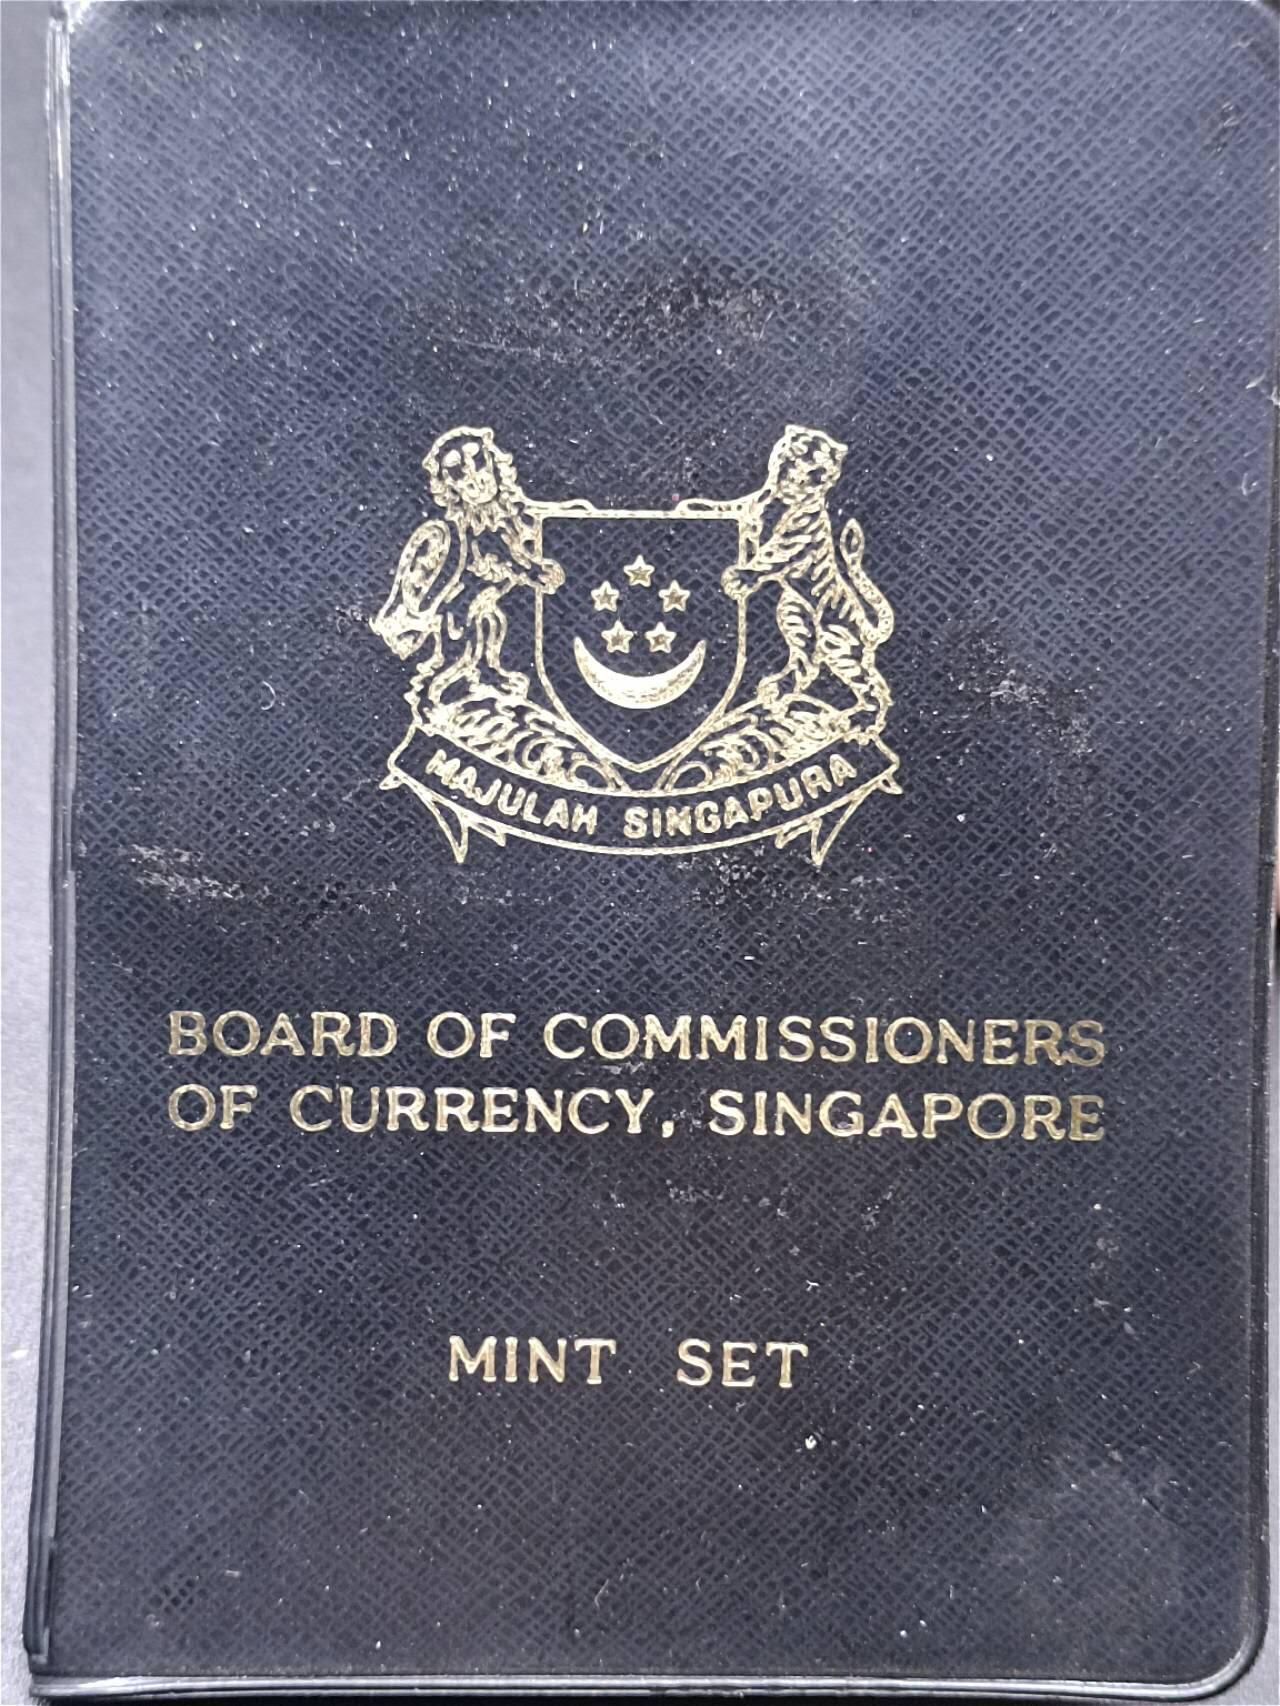 MAJULAH SINGAPURA
BOARD OF COMMISSIONERS
OF CURRENCY, SINGAPORE
MINT SET